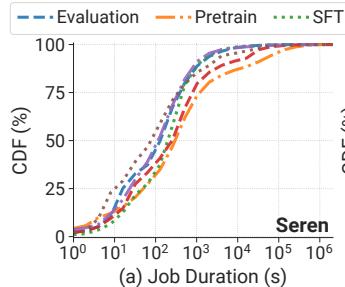 Evaluation Pretrain SFT
100
75
50
25
0
CDF (%)
Seren
10⁰ 10¹ 10² 10³ 10⁴ 10⁵ 10⁶
(a) Job Duration (s)